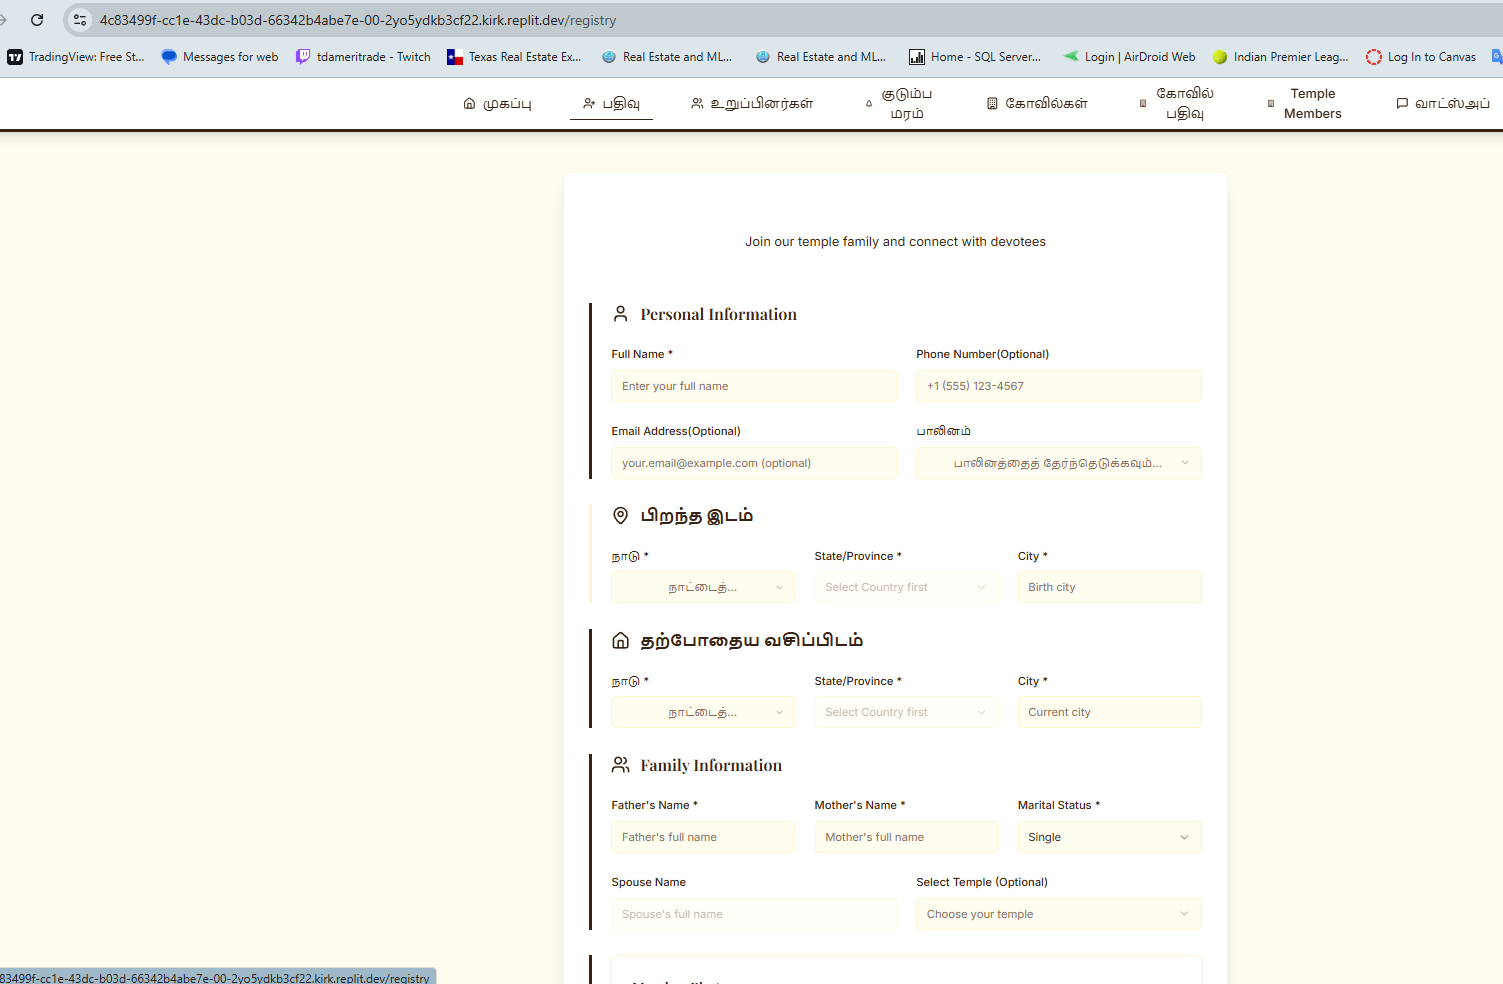 4c83499f-cc1e-43dc-b03d-66342b4abe7e-00-2yo5ydkb3cf22.kirk.replit.dev/registry
TradingView: Free St... Messages for web tdameritrade - Twitch Texas Real Estate Ex... Real Estate and ML... Real Estate and ML... Home - SQL Server... Login | AirDroid Web Indian Premier Leag... Log In to Canvas
முகப்பு பதிவு உறுப்பினர்கள் குடும்ப மரம் கோவில்கள் கோவில் பதிவு Temple Members வாட்ஸ்அப்
Join our temple family and connect with devotees
Personal Information
Full Name * Phone Number(Optional)
Enter your full name +1 (555) 123-4567
Email Address(Optional) பாலினம்
your.email@example.com (optional) பாலினத்தைத் தேர்ந்தெடுக்கவும்...
பிறந்த இடம்
நாடு * State/Province * City *
நாட்டைத்... Select Country first Birth city
தற்போதைய வசிப்பிடம்
நாடு * State/Province * City *
நாட்டைத்... Select Country first Current city
Family Information
Father's Name * Mother's Name * Marital Status *
Father's full name Mother's full name Single
Spouse Name Select Temple (Optional)
Spouse's full name Choose your temple
83499f-cc1e-43dc-b03d-66342b4abe7e-00-2yo5ydkb3cf22.kirk.replit.dev/registry